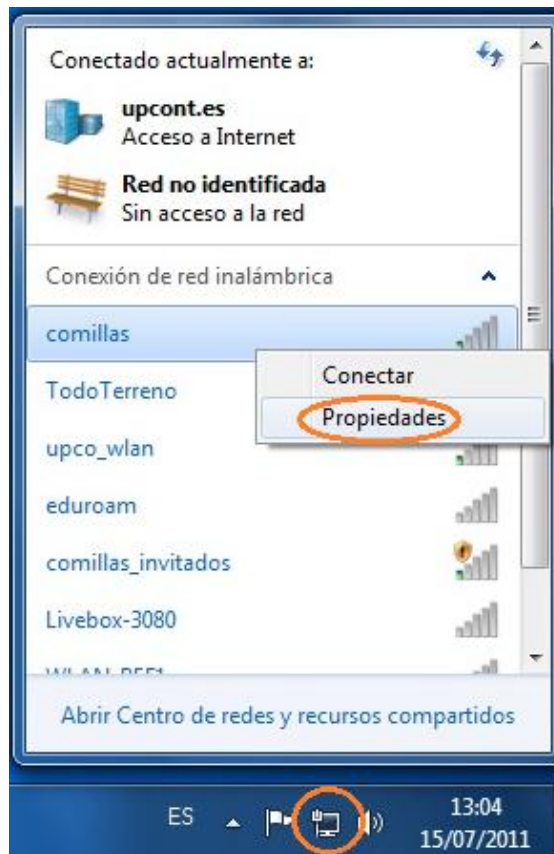 Conectado actualmente a:
upcont.es
Acceso a Internet
Red no identificada
Sin acceso a la red
Conexión de red inalámbrica
comillas
Conectar
TodoTerreno
Propiedades
upco_wlan
eduroam
comillas_invitados
Livebox-3080
Abrir Centro de redes y recursos compartidos
ES
13:04
15/07/2011